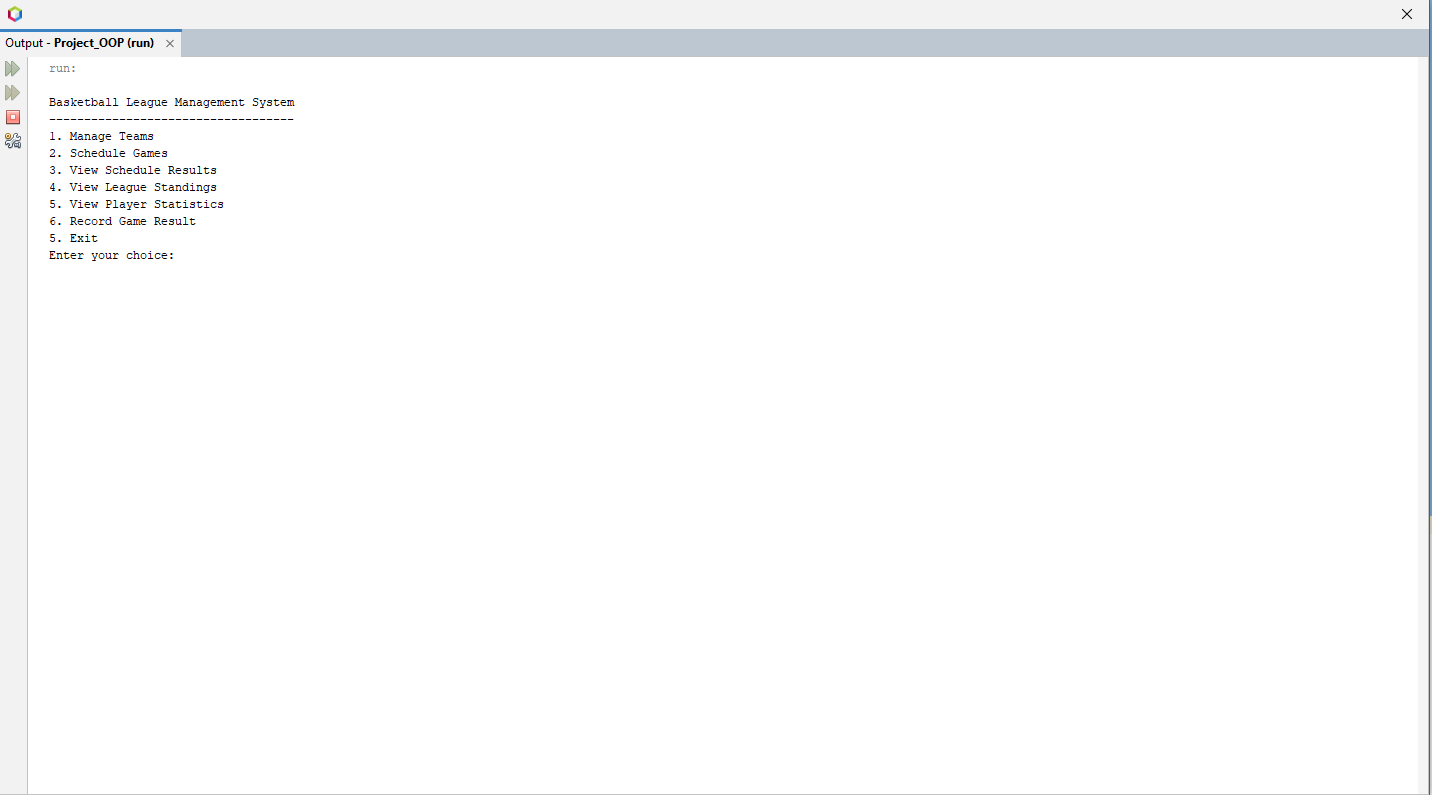 Output - Project_OOP (run)
run:
Basketball League Management System
-----------------------------------
1. Manage Teams
2. Schedule Games
3. View Schedule Results
4. View League Standings
5. View Player Statistics
6. Record Game Result
5. Exit
Enter your choice: